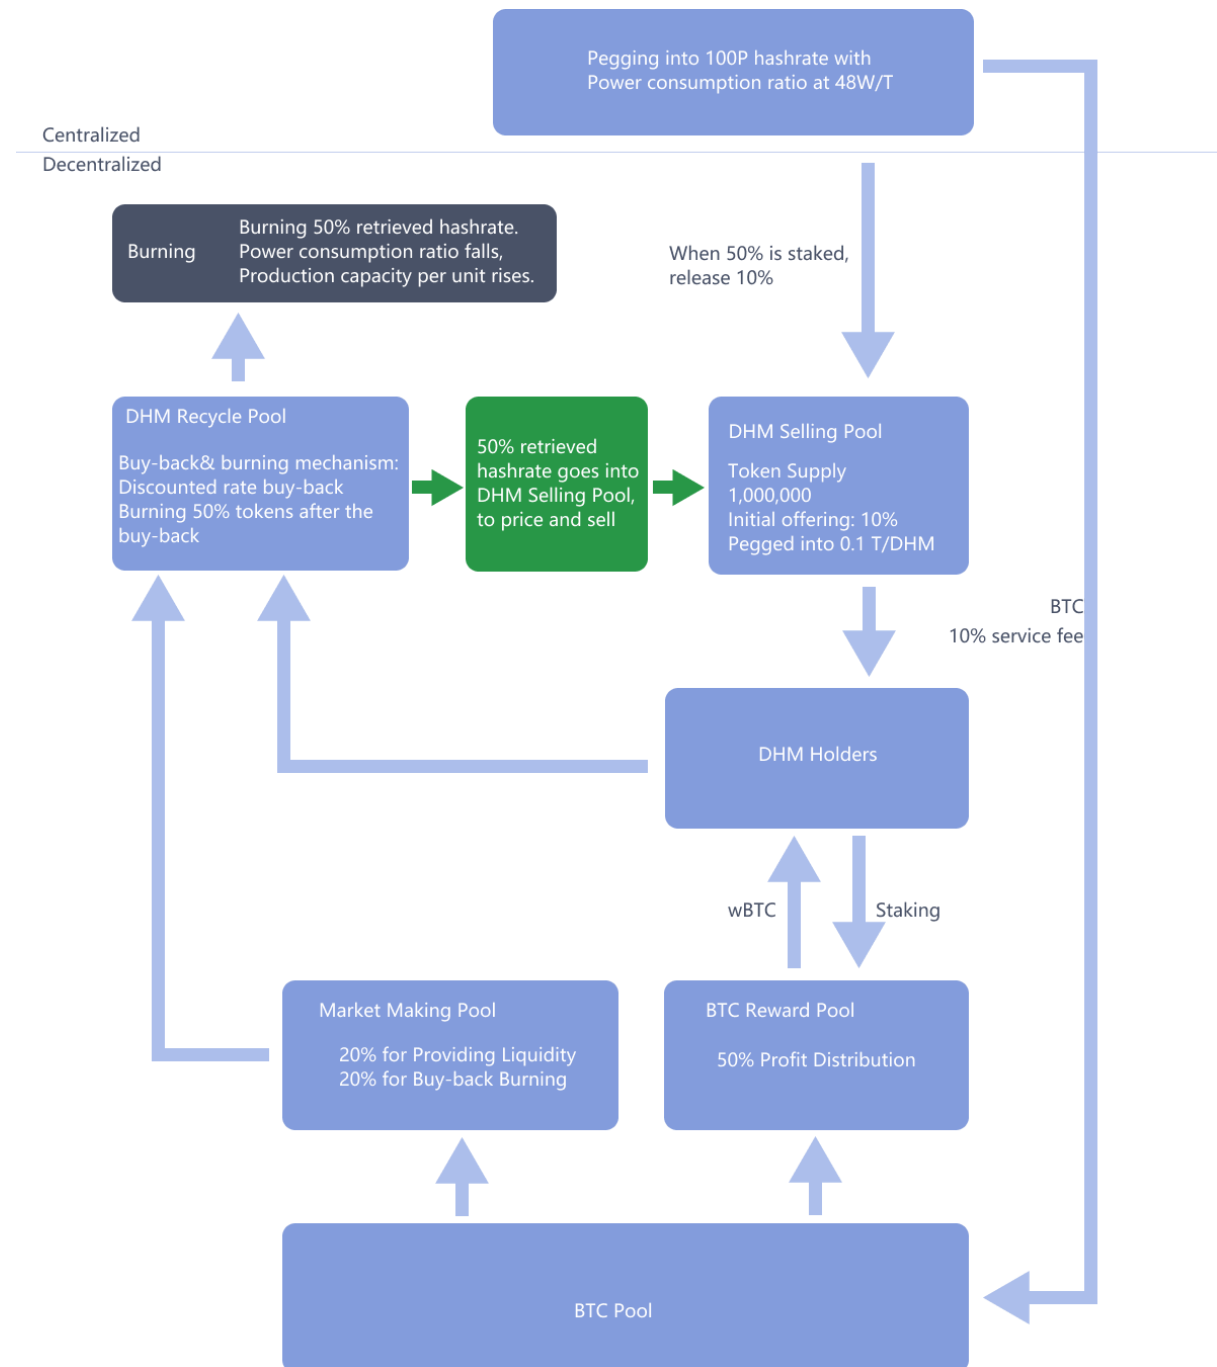 Pegging into 100P hashrate with
Power consumption ratio at 48W/T
Centralized
Decentralized
Burning
Burning 50% retrieved hashrate.
Power consumption ratio falls,
Production capacity per unit rises.
When 50% is staked,
release 10%
DHM Recycle Pool
Buy-back& burning mechanism:
Discounted rate buy-back
Burning 50% tokens after the
buy-back
50% retrieved
hashrate goes into
DHM Selling Pool,
to price and sell
DHM Selling Pool
Token Supply
1,000,000
Initial offering: 10%
Pegged into 0.1 T/DHM
BTC
10% service fee
DHM Holders
wBTC
Staking
Market Making Pool
20% for Providing Liquidity
20% for Buy-back Burning
BTC Reward Pool
50% Profit Distribution
BTC Pool